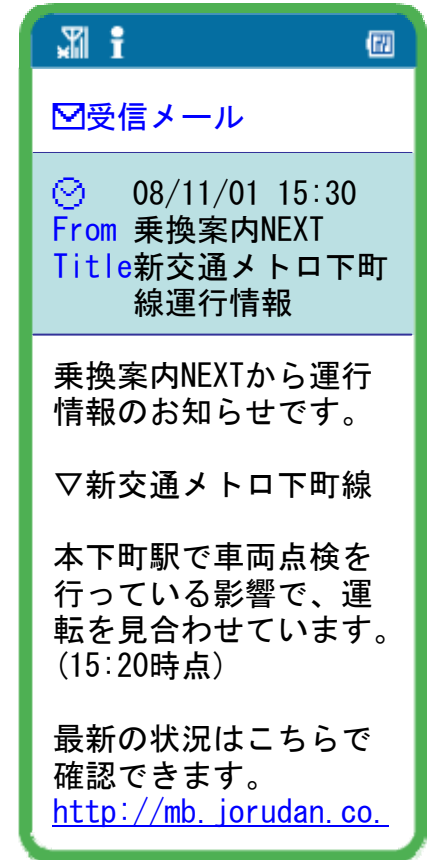 受信メール
08/11/01 15:30
From 乗換案内NEXT
Title新交通メトロ下町
線運行情報
乗換案内NEXTから運行
情報のお知らせです。
▽新交通メトロ下町線
本下町駅で車両点検を
行っている影響で、運
転を見合わせています。
(15:20時点)
最新の状況はこちらで
確認できます。
http://mb.jorudan.co.